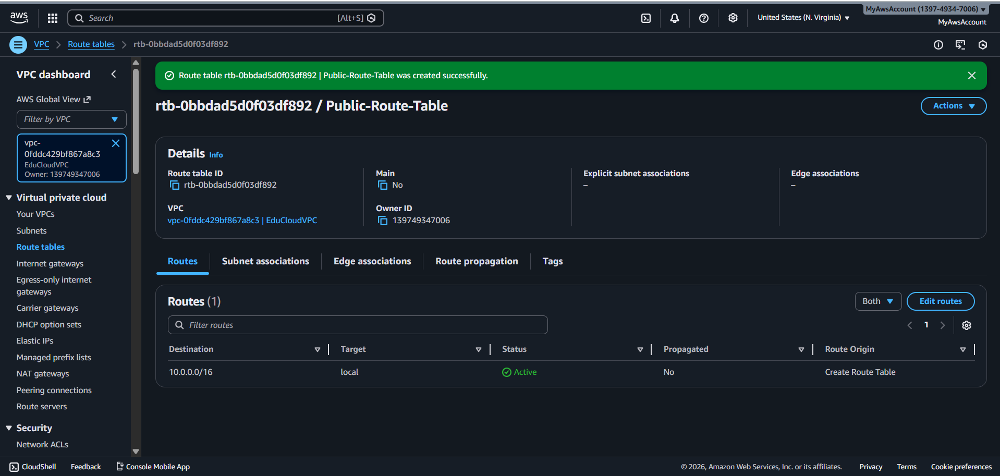 aws
Search [Alt+S]
United States (N. Virginia)
MyAwsAccount (1397-4934-7006)
MyAwsAccount
VPC > Route tables > rtb-0bbdad5d0f03df892
VPC dashboard
AWS Global View
Filter by VPC
vpc-
0fddc429bf867a8c3
EduCloudVPC
Owner: 139749347006
Virtual private cloud
Your VPCs
Subnets
Route tables
Internet gateways
Egress-only internet
gateways
Carrier gateways
DHCP option sets
Elastic IPs
Managed prefix lists
NAT gateways
Peering connections
Route servers
Security
Network ACLs
Route table rtb-0bbdad5d0f03df892 | Public-Route-Table was created successfully.
rtb-0bbdad5d0f03df892 / Public-Route-Table
Actions
Details Info
Route table ID
rtb-0bbdad5d0f03df892
Main
No
Explicit subnet associations
–
Edge associations
–
VPC
vpc-0fddc429bf867a8c3 | EduCloudVPC
Owner ID
139749347006
Routes Subnet associations Edge associations Route propagation Tags
Routes (1)
Both Edit routes
Filter routes
1
Destination Target Status Propagated Route Origin
10.0.0.0/16 local Active No Create Route Table
CloudShell Feedback Console Mobile App © 2026, Amazon Web Services, Inc. or its affiliates. Privacy Terms Cookie preferences